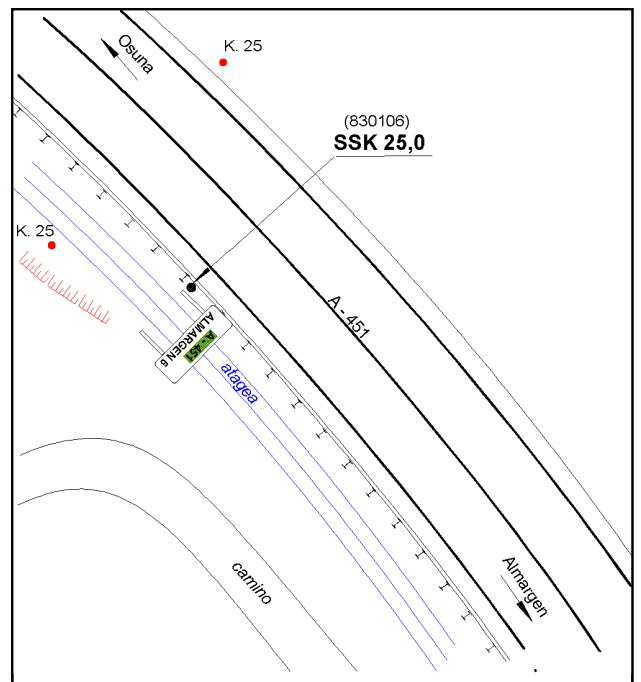 Osuna
K. 25
(830106)
SSK 25,0
K. 25
A - 451
ALMARGEN 6
A - 451
atagea
Almargen
camino